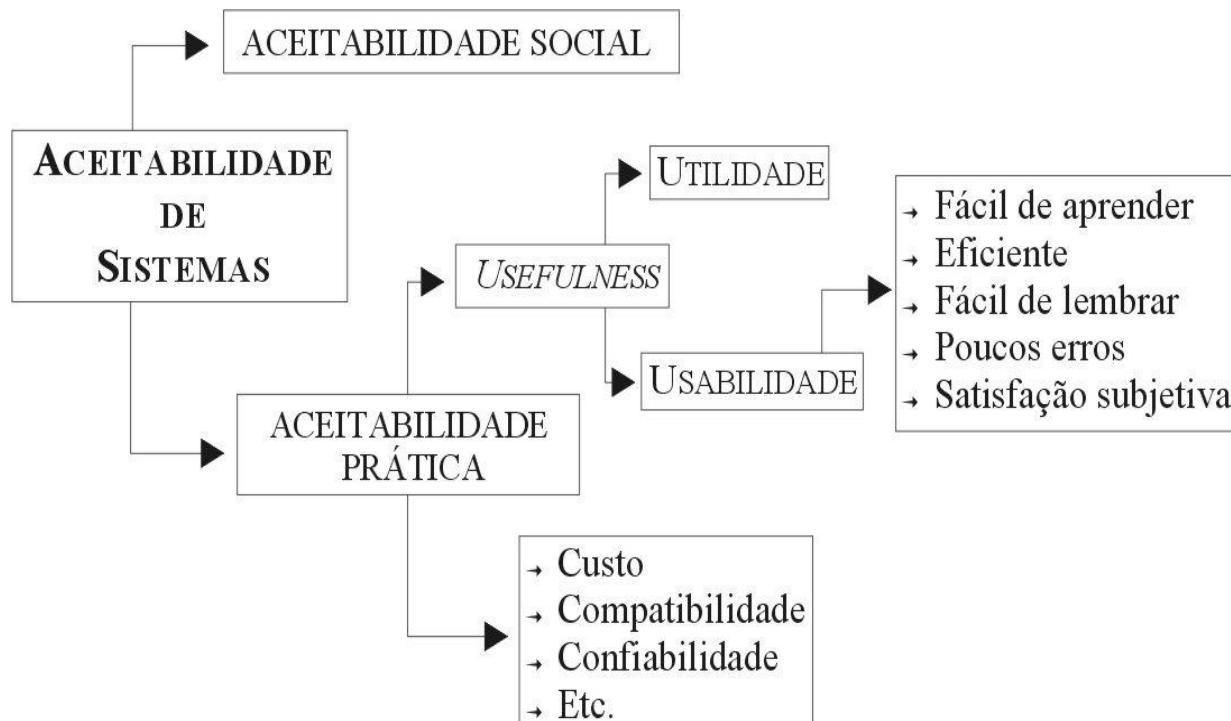 ACEITABILIDADE SOCIAL
ACEITABILIDADE
DE
SISTEMAS
UTILIDADE
USEFULNESS
USABILIDADE
→ Fácil de aprender
→ Eficiente
→ Fácil de lembrar
→ Poucos erros
→ Satisfação subjetiva
ACEITABILIDADE
PRÁTICA
→ Custo
→ Compatibilidade
→ Confiabilidade
→ Etc.